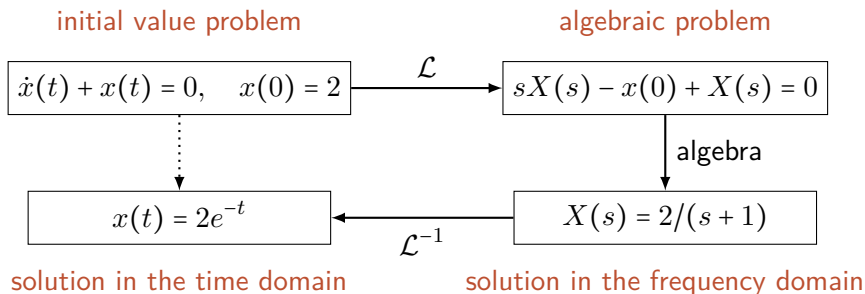 initial value problem
algebraic problem
ẋ(t) + x(t) = 0, x(0) = 2
ℒ
sX(s) − x(0) + X(s) = 0
algebra
x(t) = 2e⁻ᵗ
ℒ⁻¹
X(s) = 2/(s + 1)
solution in the time domain
solution in the frequency domain